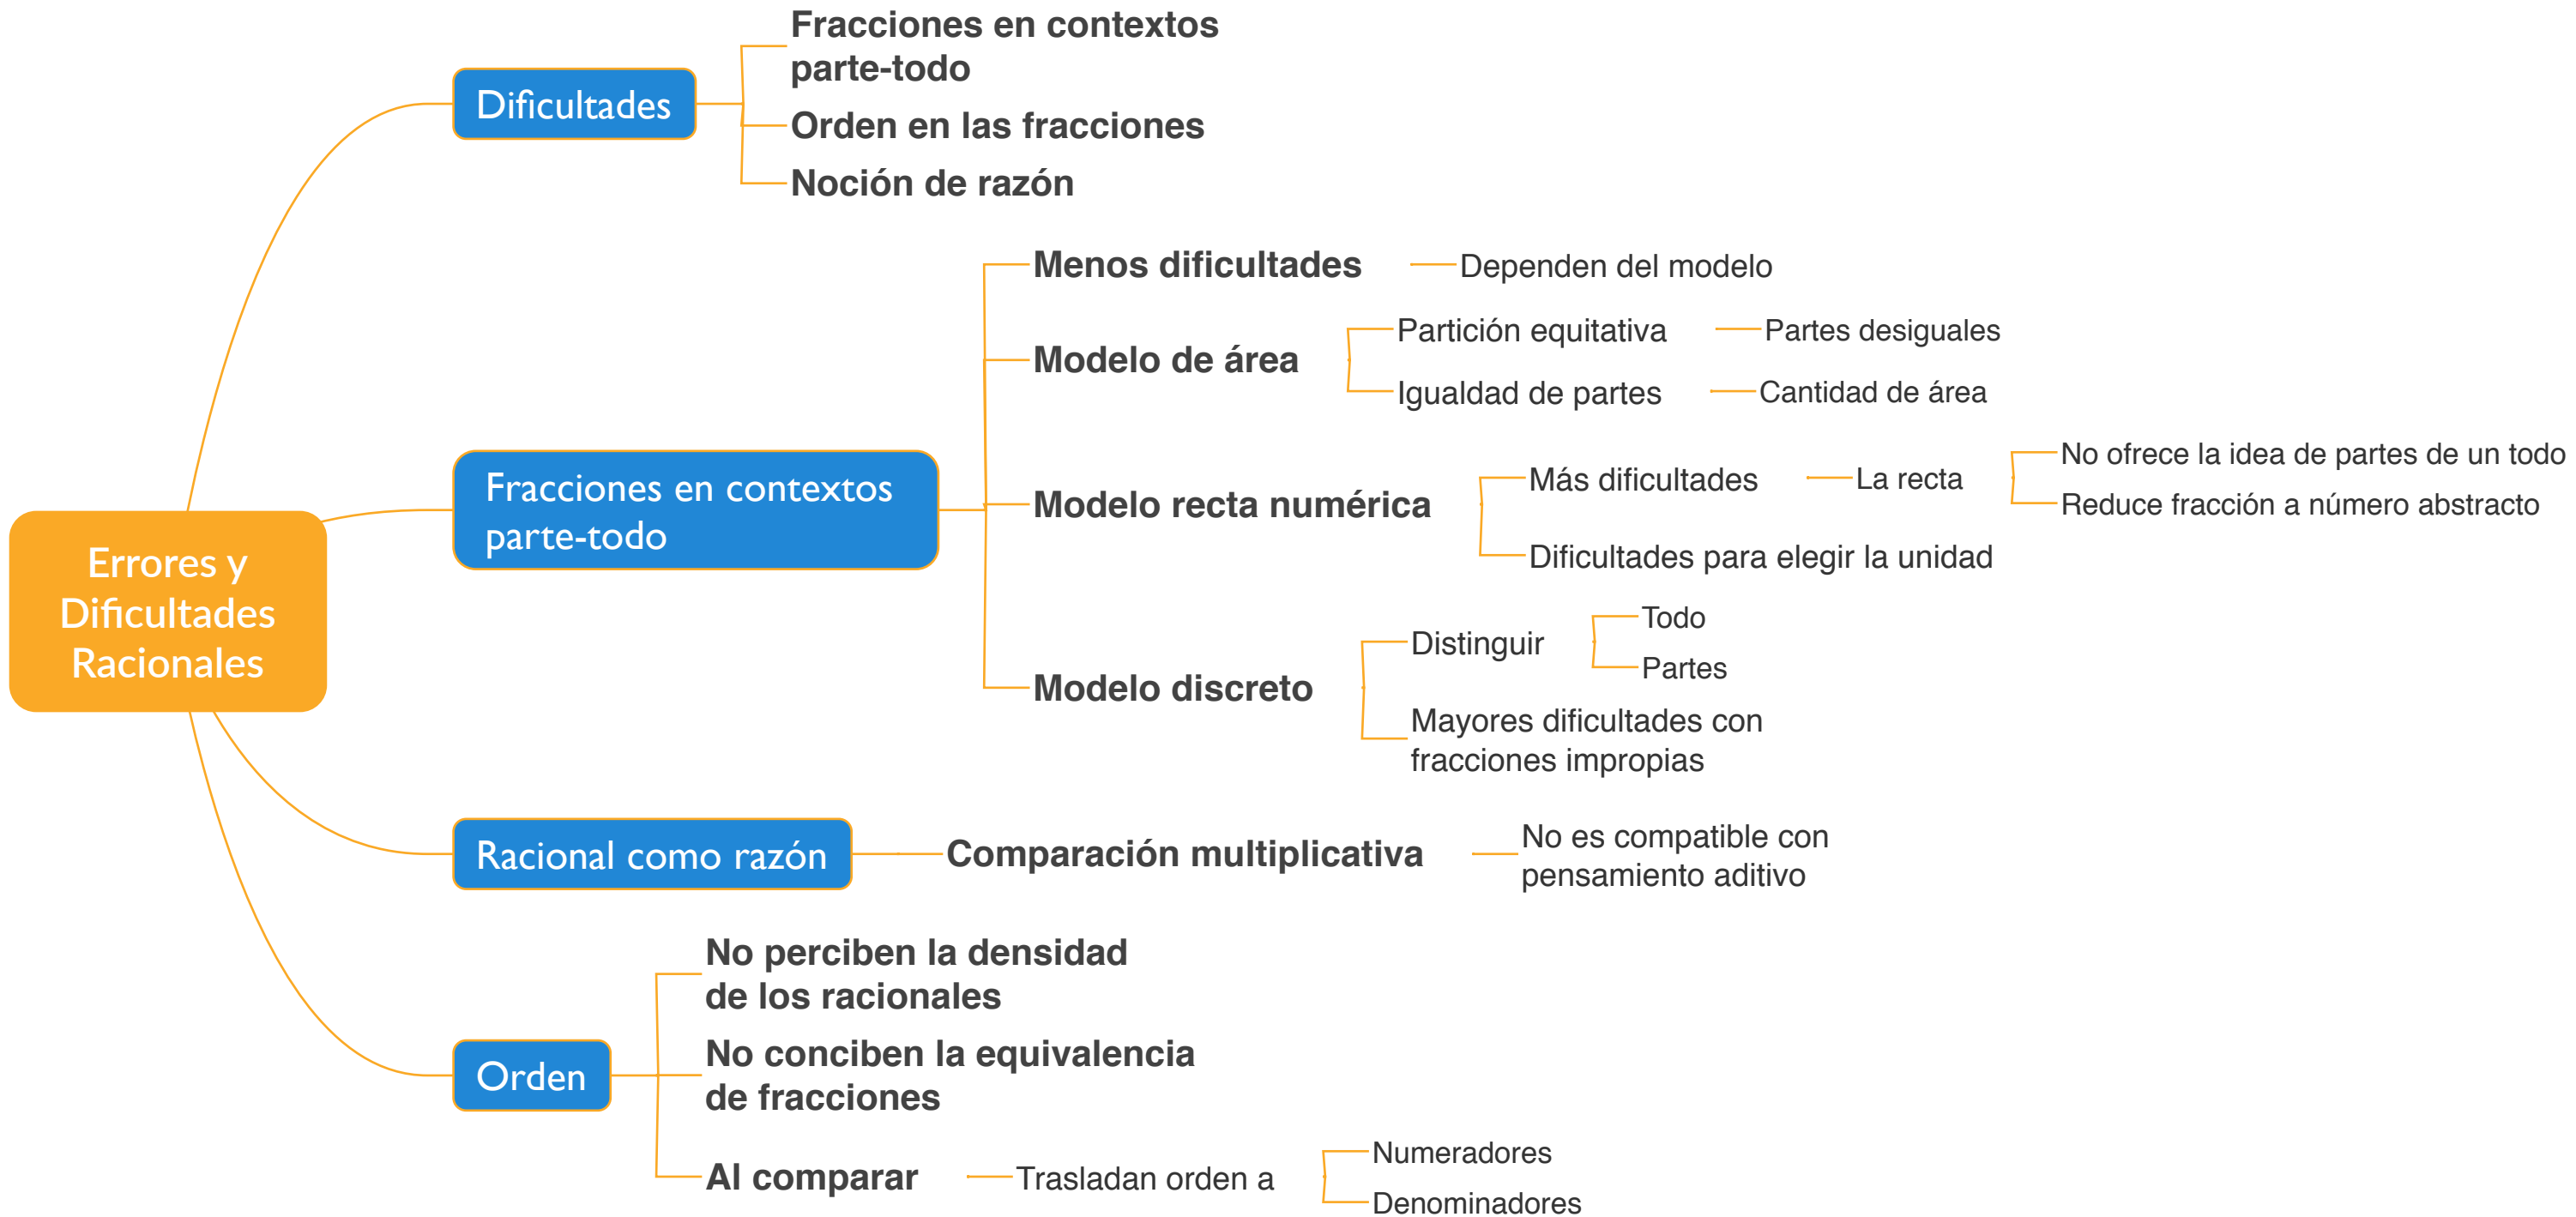 Errores y
Dificultades
Racionales
Dificultades
Fracciones en contextos
parte-todo
Orden en las fracciones
Noción de razón
Fracciones en contextos
parte-todo
Menos dificultades
Dependen del modelo
Modelo de área
Partición equitativa
Partes desiguales
Igualdad de partes
Cantidad de área
Modelo recta numérica
Más dificultades
La recta
No ofrece la idea de partes de un todo
Reduce fracción a número abstracto
Dificultades para elegir la unidad
Modelo discreto
Distinguir
Todo
Partes
Mayores dificultades con
fracciones impropias
Racional como razón
Comparación multiplicativa
No es compatible con
pensamiento aditivo
Orden
No perciben la densidad
de los racionales
No conciben la equivalencia
de fracciones
Al comparar
Trasladan orden a
Numeradores
Denominadores